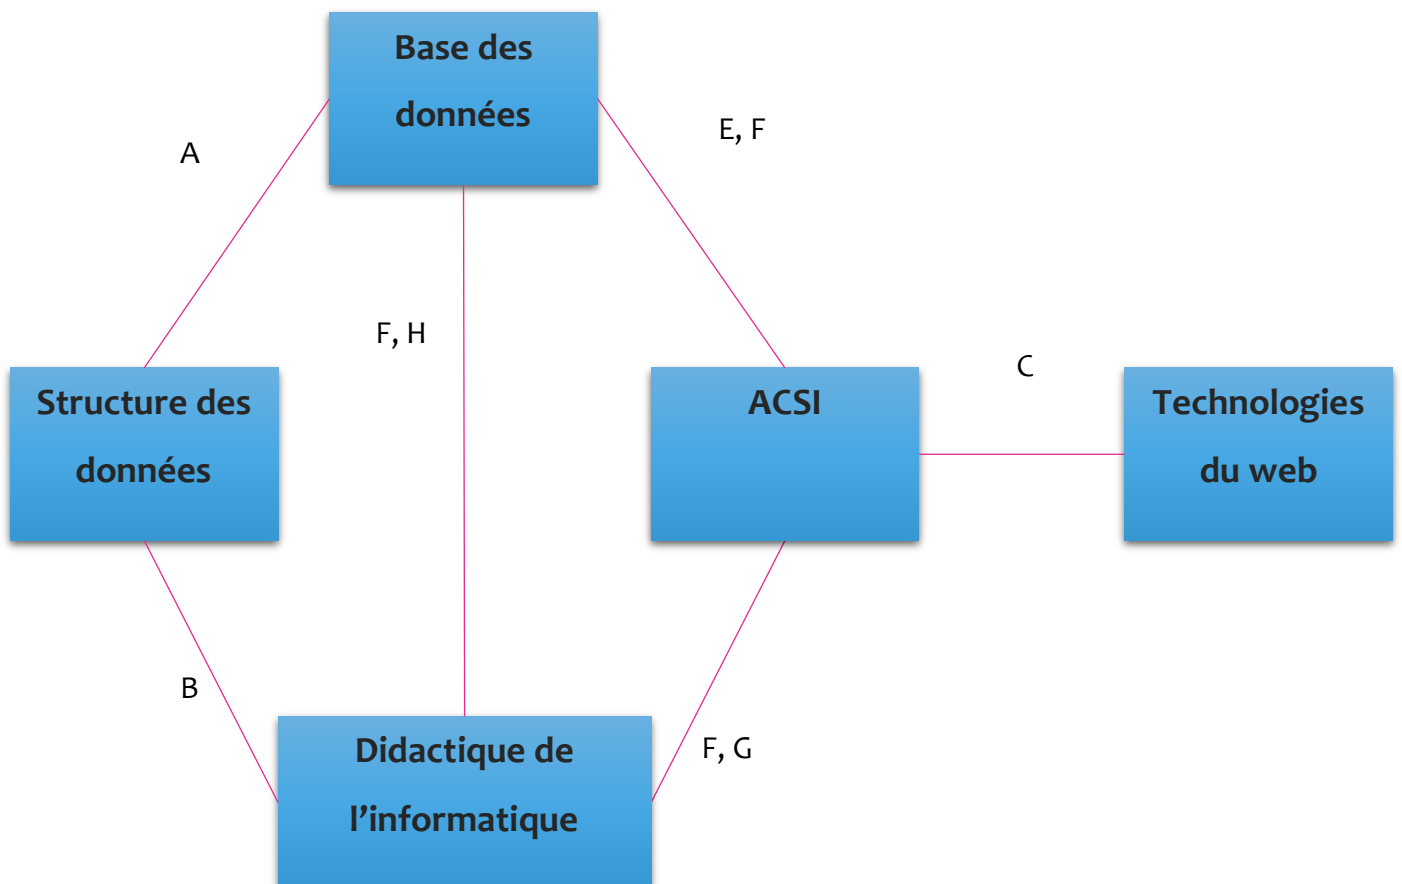 Base des
données
A
E, F
F, H
Structure des
données
ACSI
C
Technologies
du web
B
Didactique de
l’informatique
F, G